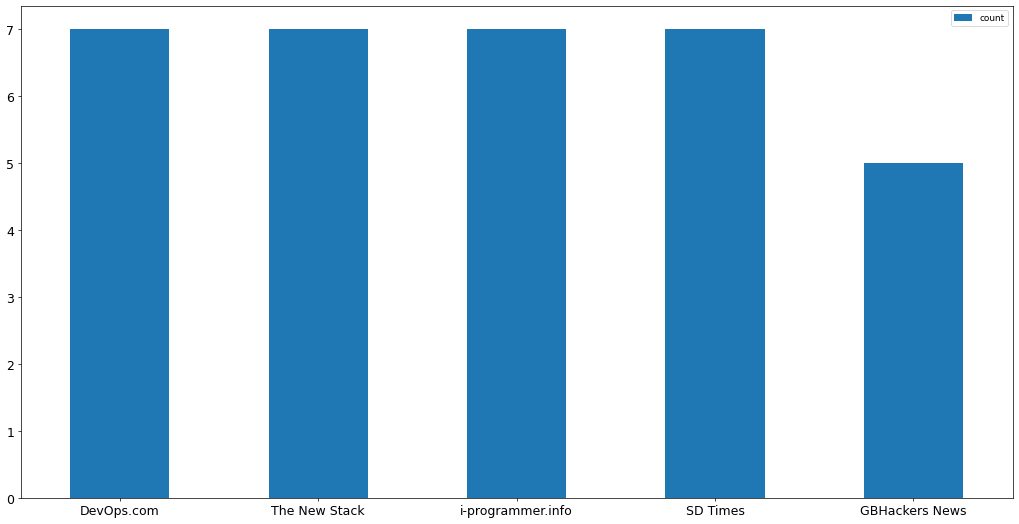 count
7
6
5
4
3
2
1
0
DevOps.com
The New Stack
i-programmer.info
SD Times
GBHackers News